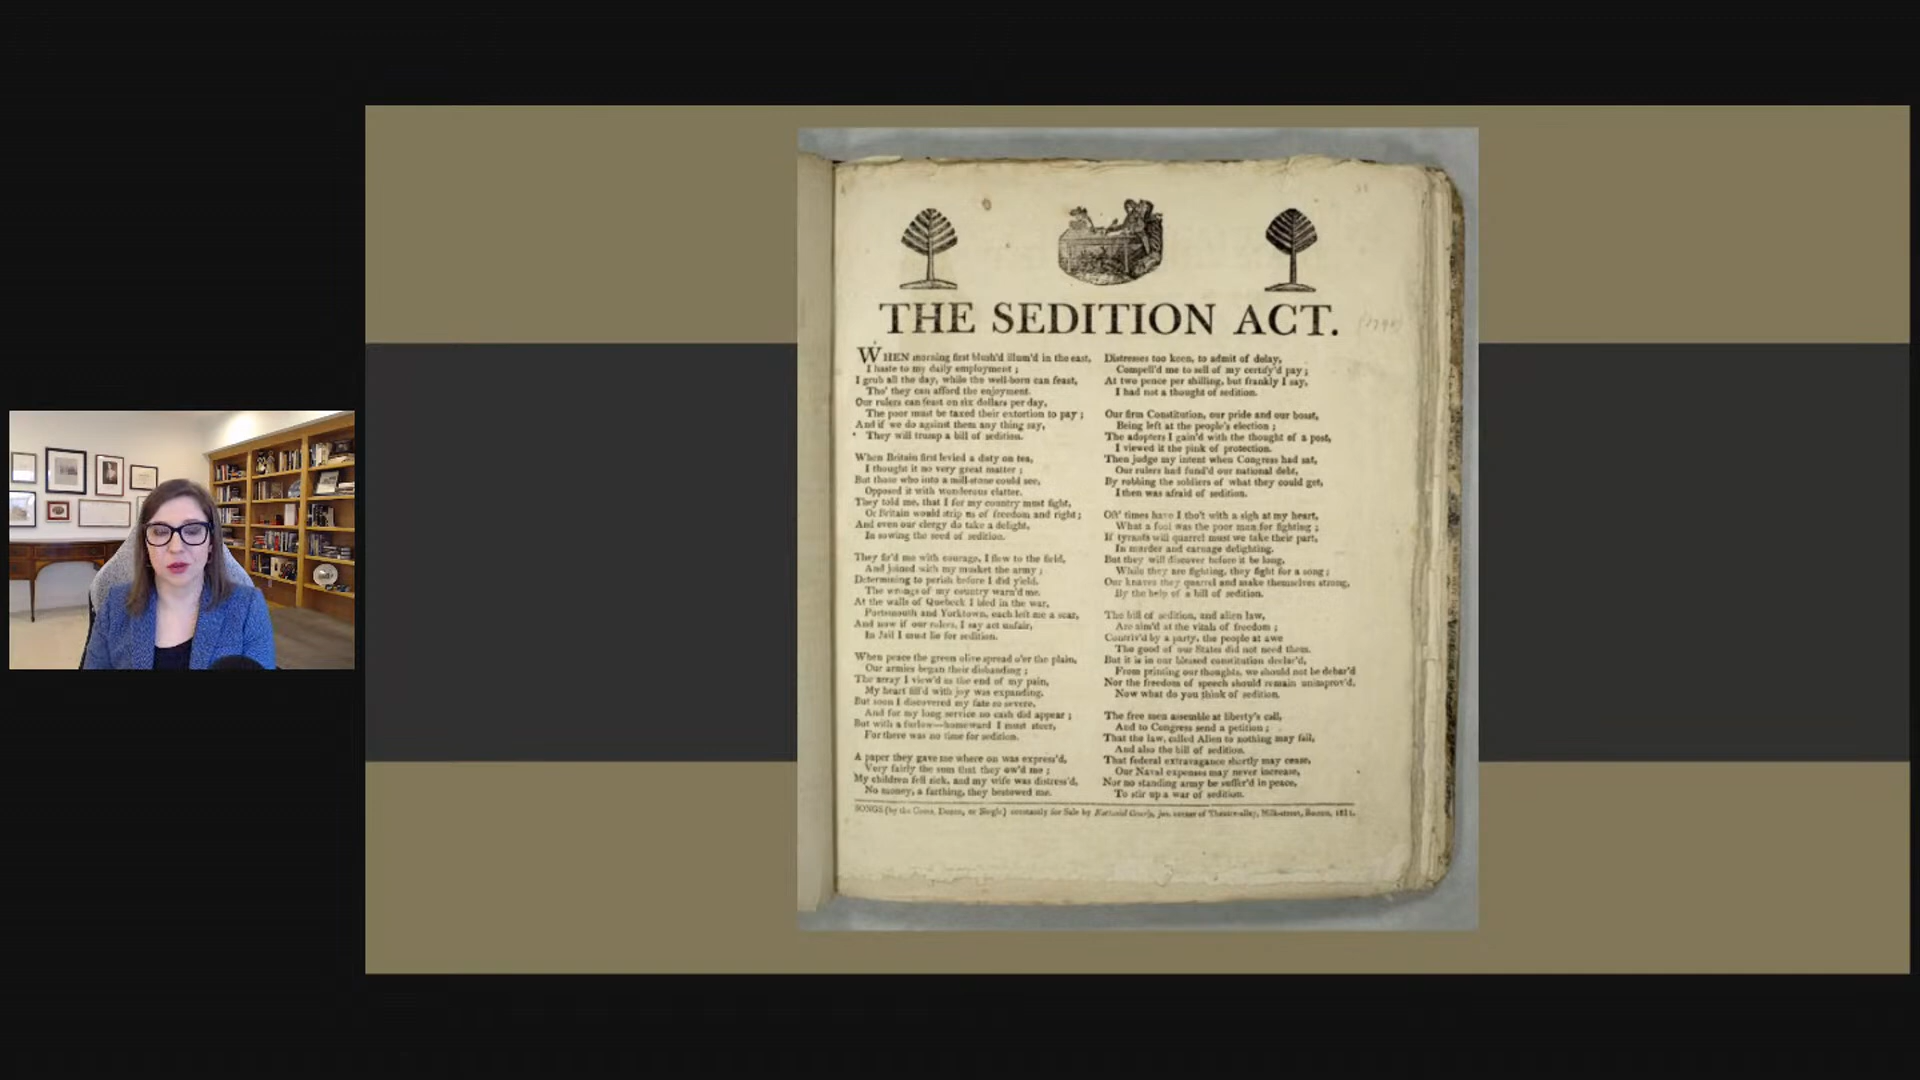 THE SEDITION ACT.
WHEN morning first blush'd illum'd in the east,
I haste to my daily employment;
I grub all the day, while the well-born can feast,
Tho' they can afford the enjoyment.
Our rulers can feast on six dollars per day,
The poor must be taxed their extortion to pay;
And if we do against them any thing say,
They will trump a bill of sedition.
When Britain first levied a duty on tea,
I thought it no very great matter;
But those who into a mill-stone could see,
Opposed it with wonderous clatter.
They told me, that I for my country must fight,
Or Britain would strip us of freedom and right;
And even our clergy do take a delight,
In sowing the seed of sedition.
They fir'd me with courage, I flew to the field,
And joined with my musket the army;
Determining to perish before I did yield,
The wrongs of my country warn'd me.
At the walls of Quebeck I bled in the war,
Portsmouth and Yorktown, each left me a scar,
And now if our rulers, I say act unfair,
In Jail I must lie for sedition.
When peace the green olive spread o'er the plain,
Our armies began their disbanding;
The array I view'd as the end of my pain,
My heart fill'd with joy was expanding.
But soon I discovered my fate so severe,
And for my long service no cash did appear;
But with a furlow—homeward I must steer,
For there was no time for sedition.
A paper they gave me where on was express'd,
Very fairly the sum that they ow'd me;
My children fell sick, and my wife was distress'd,
No money, a farthing, they bestowed me.
Distresses too keen, to admit of delay,
Compell'd me to sell of my certify'd pay;
At two pence per shilling, but frankly I say,
I had not a thought of sedition.
Our firm Constitution, our pride and our boast,
Being left at the people's election;
The adopters I gain'd with the thought of a post,
I viewed it the pink of protection.
Then judge my intent when Congress had sat,
Our rulers had fund'd our national debt,
By robbing the soldiers of what they could get,
I then was afraid of sedition.
Oft' times have I tho't with a sigh at my heart,
What a fool was the poor man for fighting;
If tyrants will quarrel must we take their part,
In murder and carnage delighting.
But they will discover before it be long,
While they are fighting, they fight for a song;
Our knaves they quarrel and make themselves strong,
By the help of a bill of sedition.
The bill of sedition, and alien law,
Are aim'd at the vitals of freedom;
Contriv'd by a party, the people at awe
The good of our States did not need them.
But it is in our blessed constitution declar'd,
From printing our thoughts, we should not be debar'd
Nor the freedom of speech should remain unimprov'd,
Now what do you think of sedition.
The free men assemble at liberty's call,
And to Congress send a petition;
That the law, called Alien to nothing may fall,
And also the bill of sedition.
That federal extravagance shortly may cease,
Our Naval expenses may never increase,
Nor no standing army be suffer'd in peace,
To stir up a war of sedition.
SONGS (by the Gross, Dozen, or Single) constantly for Sale by Nathaniel Coverly, jun. corner of Theatre-alley, Milk-street, Boston, 1811.